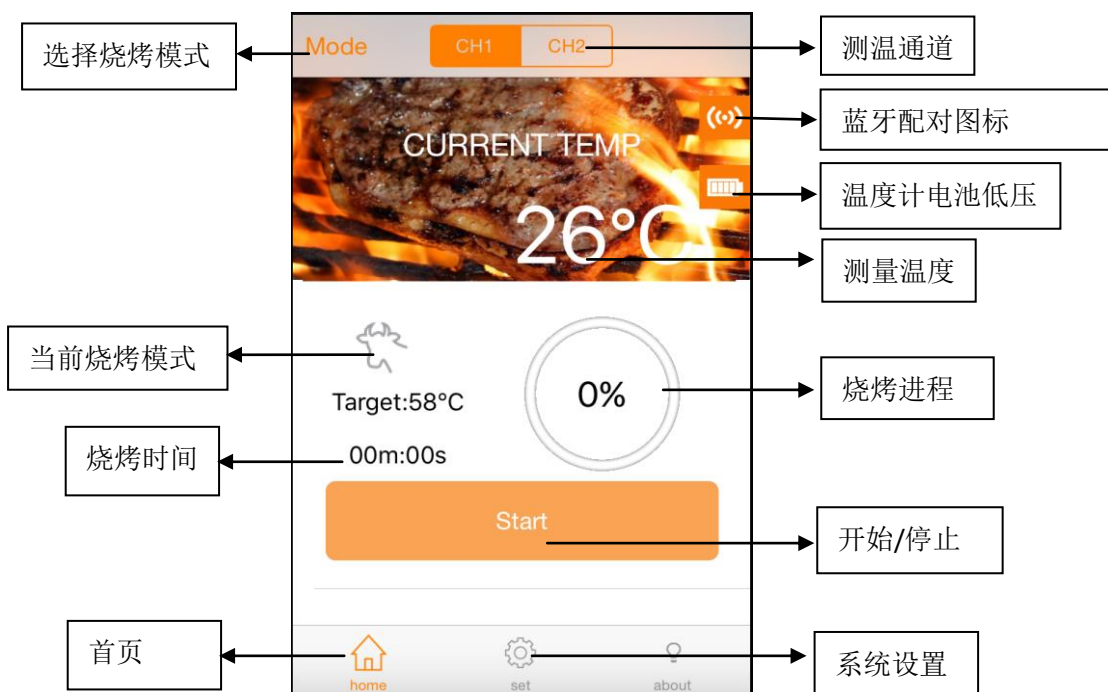 选择烧烤模式
Mode
CH1
CH2
测温通道
蓝牙配对图标
CURRENT TEMP
温度计电池低压
26°C
测量温度
当前烧烤模式
Target:58°C
0%
烧烤进程
烧烤时间
00m:00s
Start
开始/停止
首页
home
set
about
系统设置